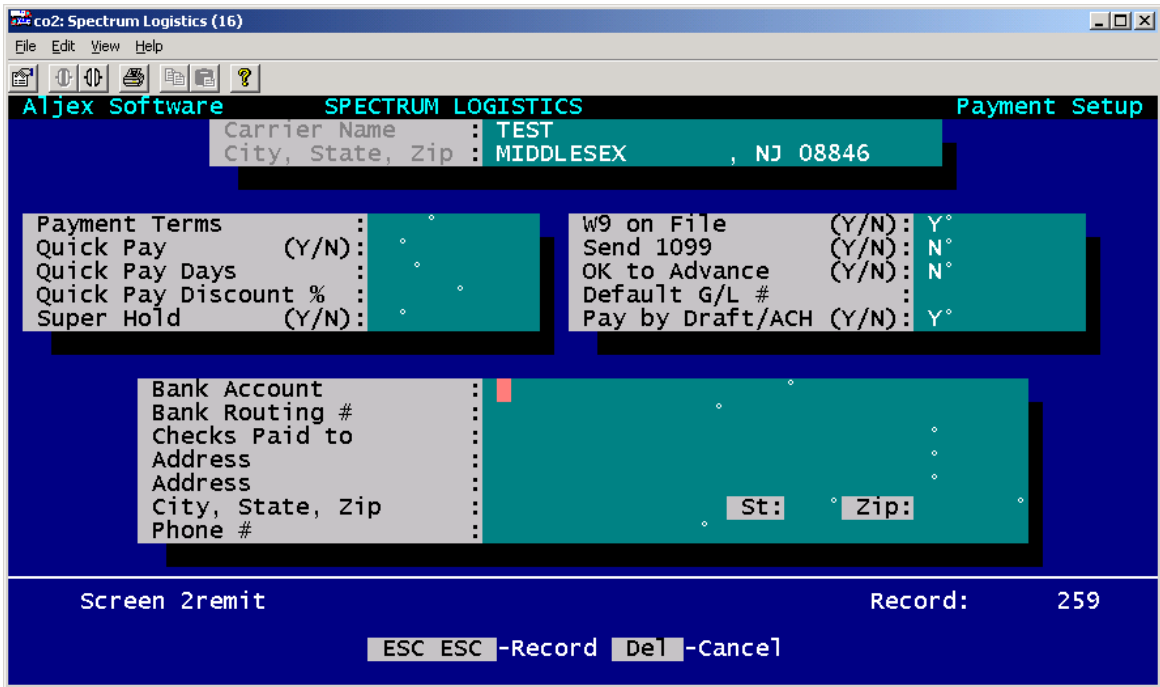 co2: Spectrum Logistics (16)
File Edit View Help
Aljex Software SPECTRUM LOGISTICS Payment Setup
Carrier Name : TEST
City, State, Zip : MIDDLESEX , NJ 08846
Payment Terms :
Quick Pay (Y/N):
Quick Pay Days :
Quick Pay Discount % :
Super Hold (Y/N):
W9 on File (Y/N): Y°
Send 1099 (Y/N): N°
OK to Advance (Y/N): N°
Default G/L # :
Pay by Draft/ACH (Y/N): Y°
Bank Account :
Bank Routing # :
Checks Paid to :
Address :
Address :
City, State, Zip : St: ° Zip: °
Phone # :
Screen 2remit Record: 259
ESC ESC -Record Del -Cancel